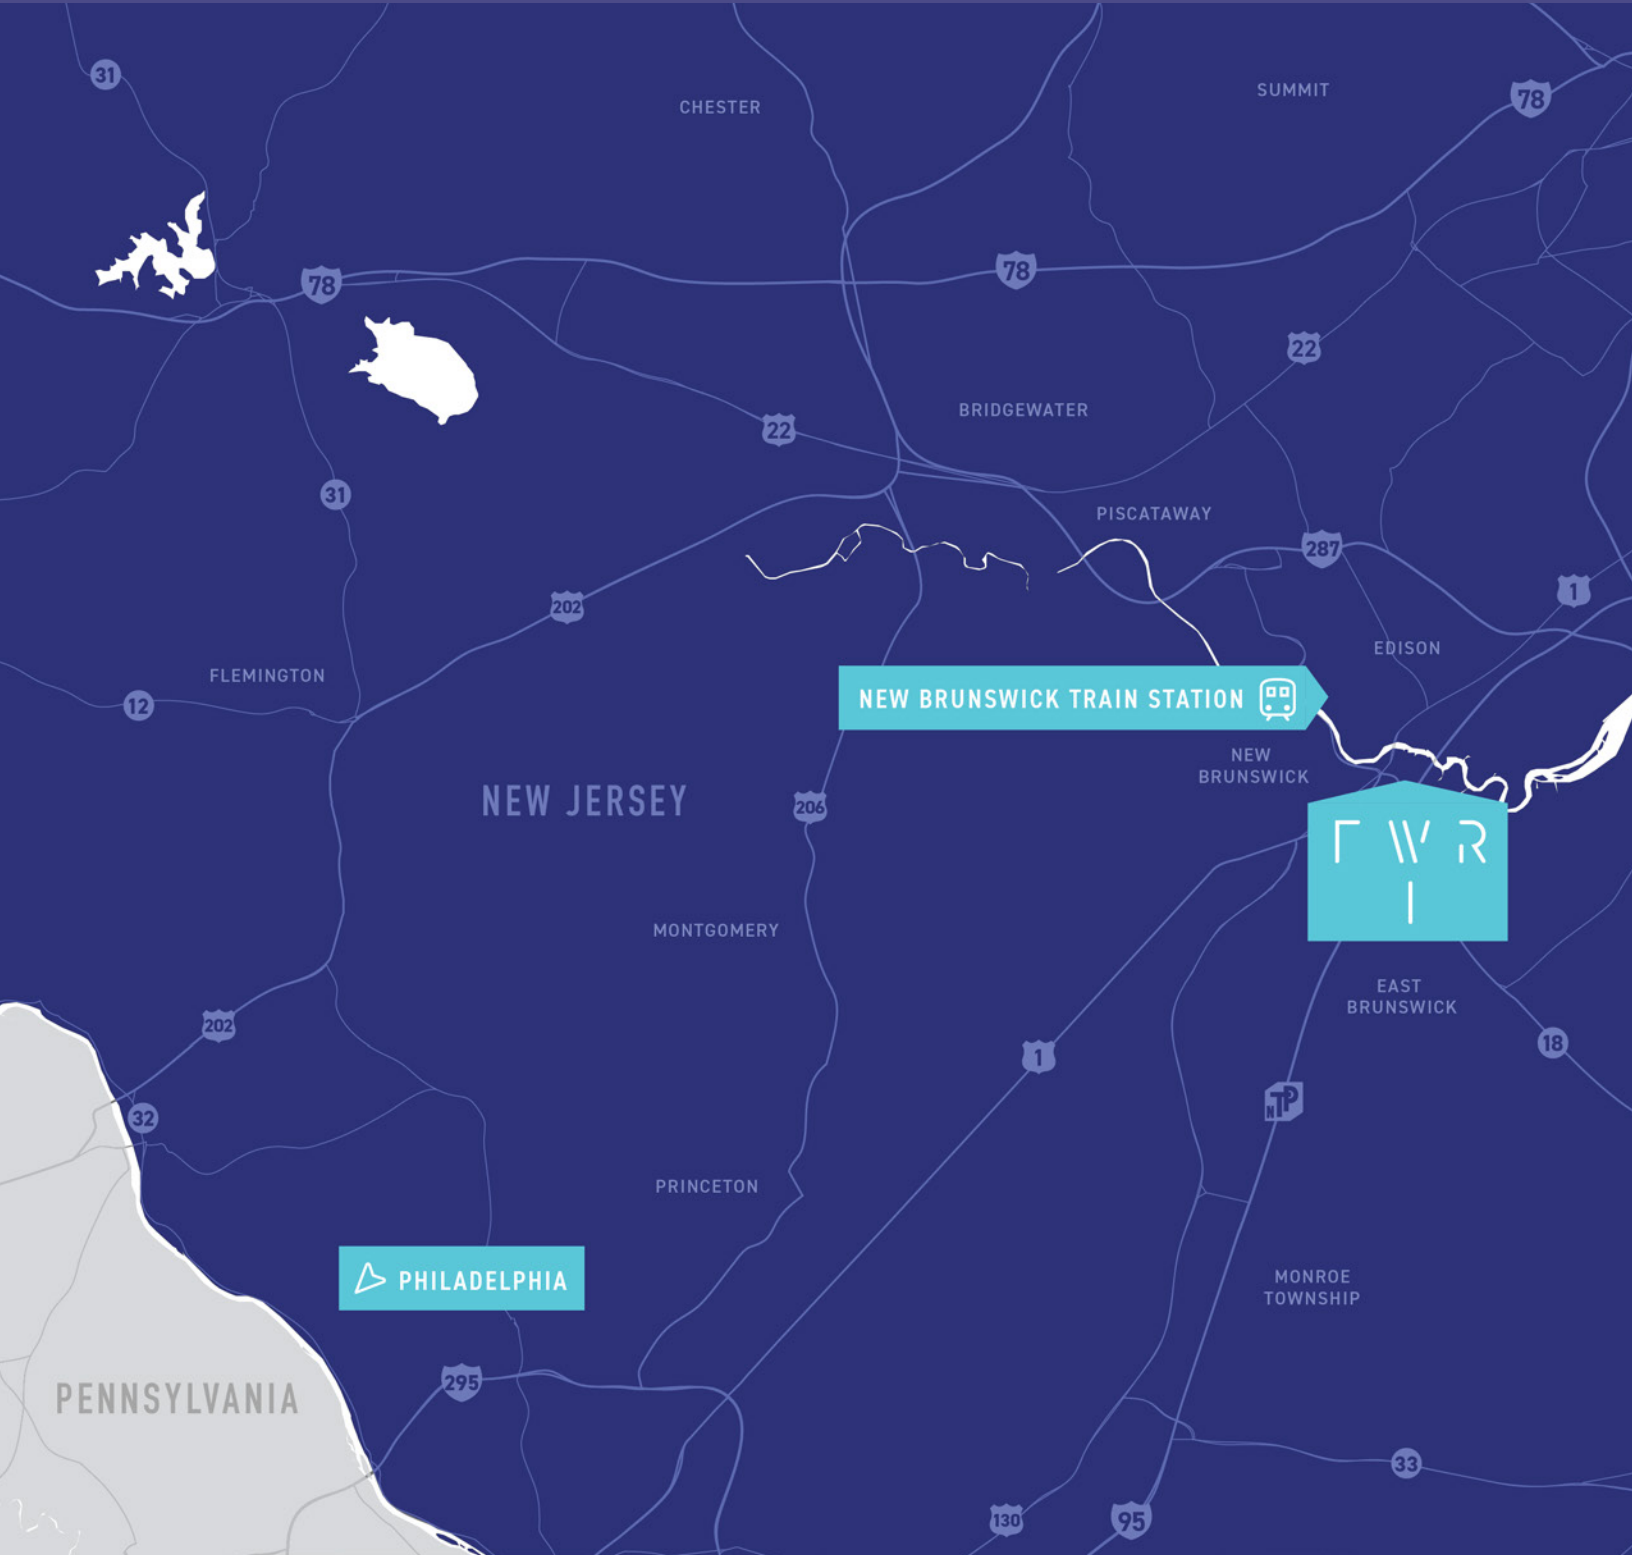 31
CHESTER
SUMMIT
78
78
78
22
BRIDGEWATER
22
31
PISCATAWAY
287
1
202
EDISON
FLEMINGTON
12
NEW BRUNSWICK TRAIN STATION
NEW
BRUNSWICK
NEW JERSEY
206
TWR
I
MONTGOMERY
EAST
BRUNSWICK
202
18
1
NTP
32
PRINCETON
PHILADELPHIA
MONROE
TOWNSHIP
295
PENNSYLVANIA
33
130
95